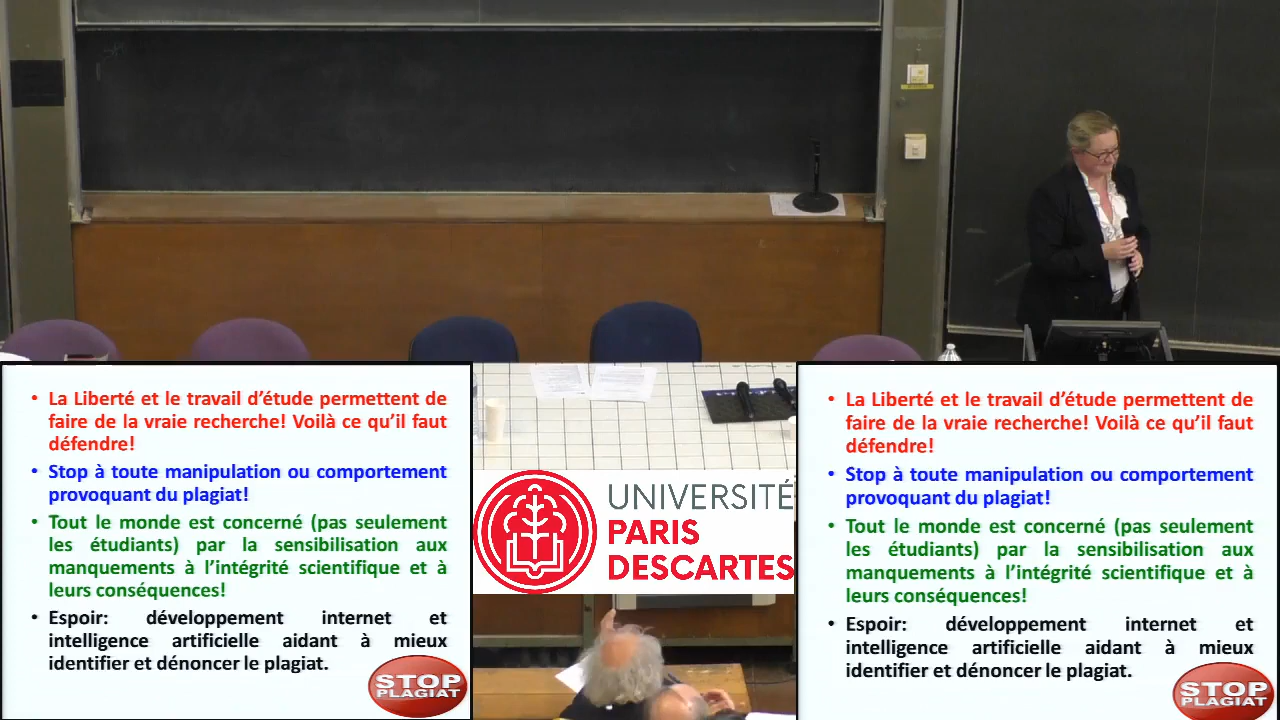 • La Liberté et le travail d'étude permettent de
faire de la vraie recherche! Voilà ce qu'il faut
défendre!
• Stop à toute manipulation ou comportement
provoquant du plagiat!
• Tout le monde est concerné (pas seulement
les étudiants) par la sensibilisation aux
manquements à l'intégrité scientifique et à
leurs conséquences!
• Espoir: développement internet et
intelligence artificielle aidant à mieux
identifier et dénoncer le plagiat.
STOP
PLAGIAT
UNIVERSITÉ
PARIS
DESCARTES
• La Liberté et le travail d'étude permettent de
faire de la vraie recherche! Voilà ce qu'il faut
défendre!
• Stop à toute manipulation ou comportement
provoquant du plagiat!
• Tout le monde est concerné (pas seulement
les étudiants) par la sensibilisation aux
manquements à l'intégrité scientifique et à
leurs conséquences!
• Espoir: développement internet et
intelligence artificielle aidant à mieux
identifier et dénoncer le plagiat.
STOP
PLAGIAT